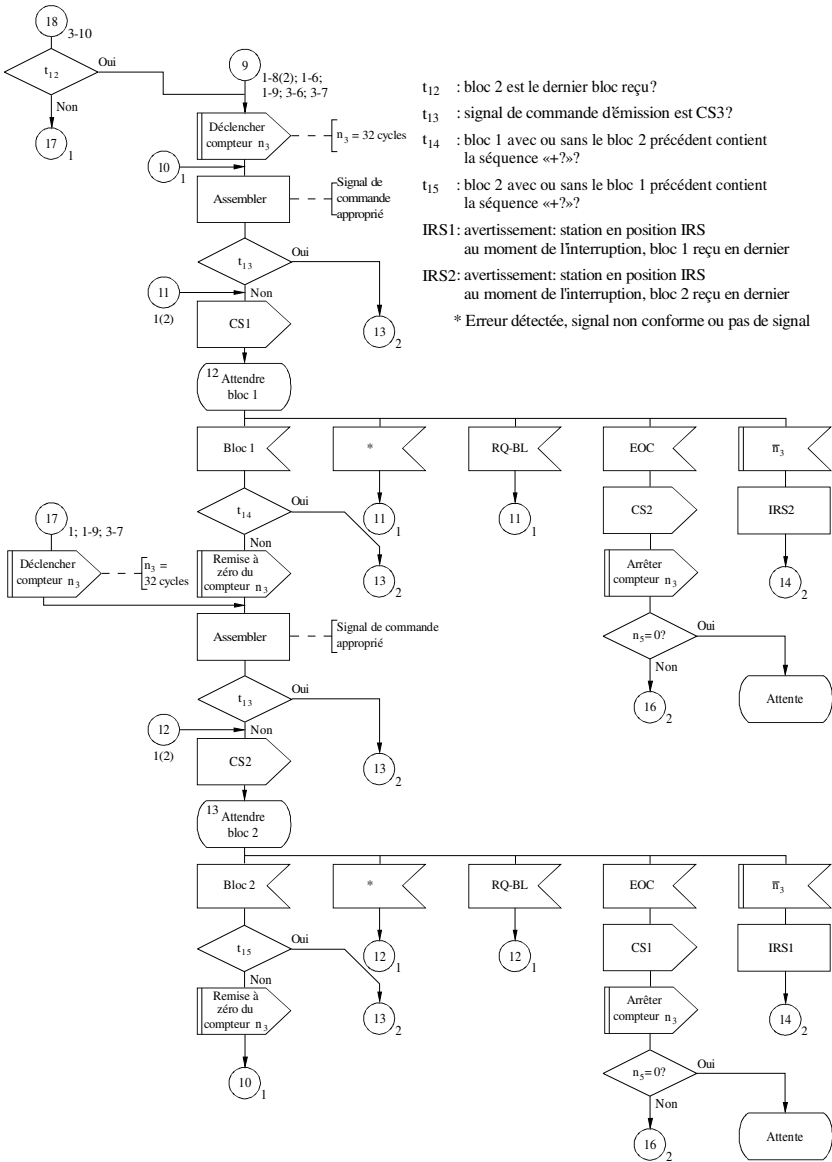 18
3-10
t12
Oui
Non
17
1
9
1-8(2); 1-6;
1-9; 3-6; 3-7
Déclencher
compteur n3
n3 = 32 cycles
10
1
Assembler
Signal de
commande
approprié
t13
Oui
Non
11
1(2)
13
2
CS1
12 Attendre
bloc 1
t12 : bloc 2 est le dernier bloc reçu?
t13 : signal de commande d'émission est CS3?
t14 : bloc 1 avec ou sans le bloc 2 précédent contient
la séquence «+?»?
t15 : bloc 2 avec ou sans le bloc 1 précédent contient
la séquence «+?»?
IRS1: avertissement: station en position IRS
au moment de l'interruption, bloc 1 reçu en dernier
IRS2: avertissement: station en position IRS
au moment de l'interruption, bloc 2 reçu en dernier
* Erreur détectée, signal non conforme ou pas de signal
Bloc 1
*
RQ-BL
EOC
n̅3
t14
Oui
Non
11
1
11
1
CS2
IRS2
17
1; 1-9; 3-7
Déclencher
compteur n3
n3 =
32 cycles
Remise à
zéro du
compteur n3
13
2
Arrêter
compteur n3
14
2
Assembler
Signal de commande
approprié
n5= 0?
Oui
Non
16
2
Attente
t13
Oui
Non
12
1(2)
13
2
CS2
13 Attendre
bloc 2
Bloc 2
*
RQ-BL
EOC
n̅3
t15
Oui
Non
12
1
12
1
CS1
IRS1
Remise à
zéro du
compteur n3
13
2
Arrêter
compteur n3
14
2
10
1
n5= 0?
Oui
Non
16
2
Attente